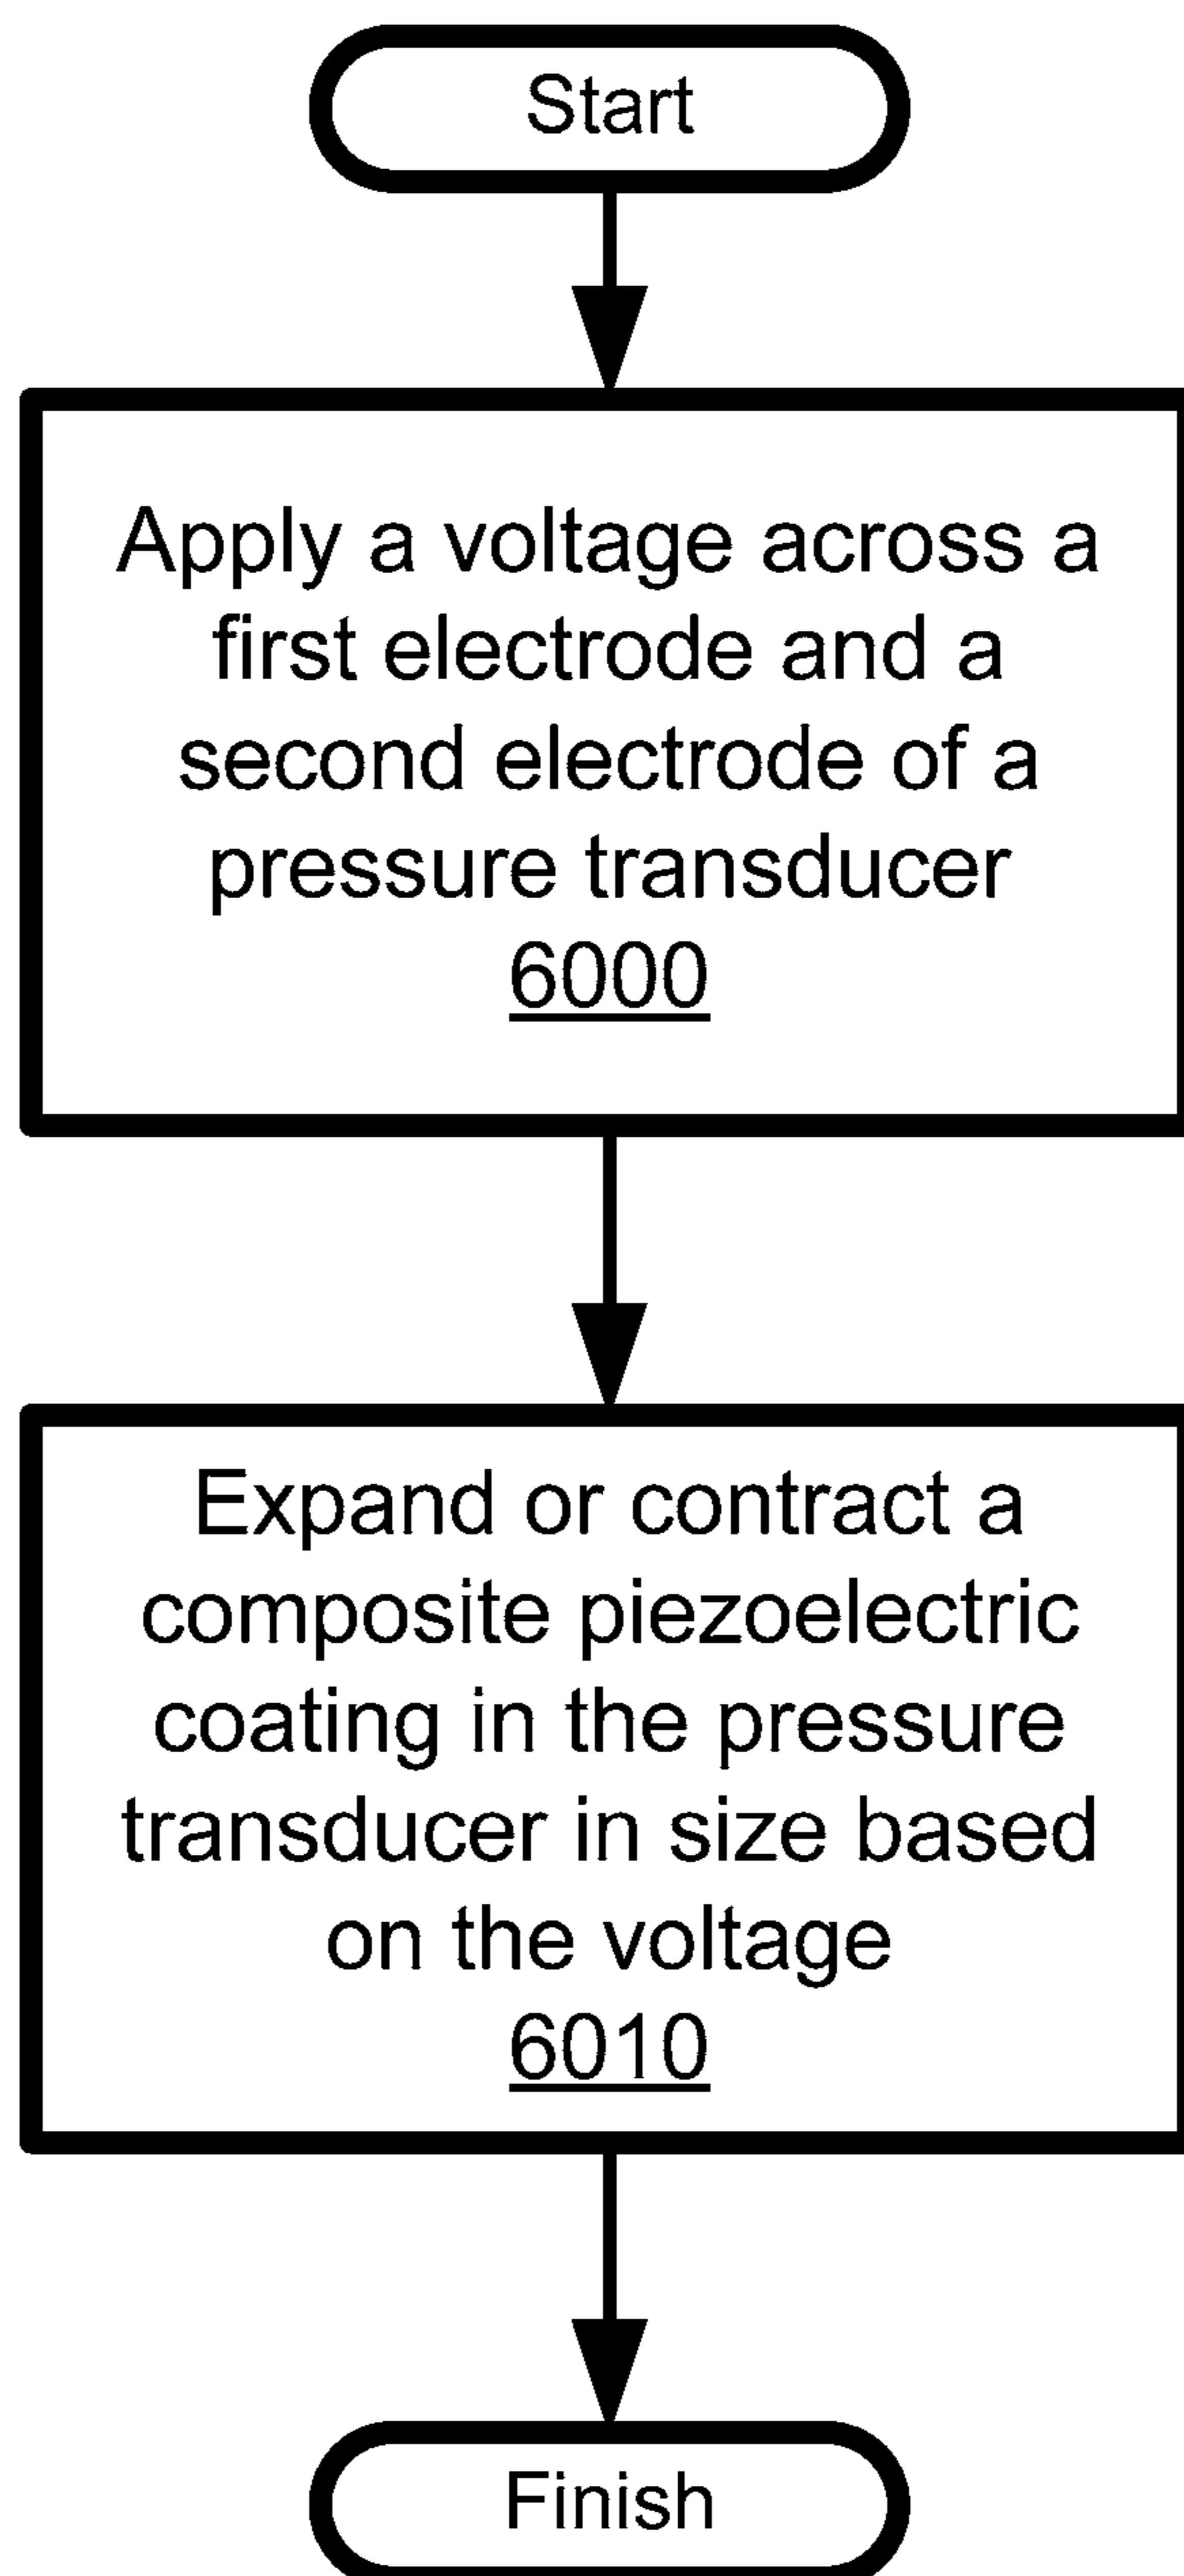 Start
Apply a voltage across a
first electrode and a
second electrode of a
pressure transducer
6000
Expand or contract a
composite piezoelectric
coating in the pressure
transducer in size based
on the voltage
6010
Finish